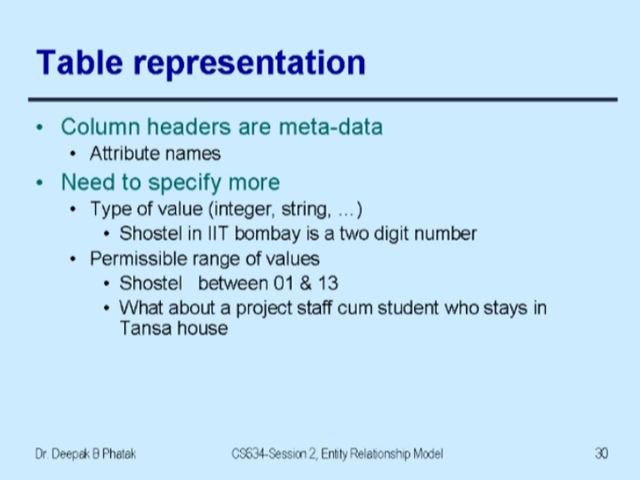 Table representation
• Column headers are meta-data
• Attribute names
• Need to specify more
• Type of value (integer, string, ...)
• Shostel in IIT bombay is a two digit number
• Permissible range of values
• Shostel between 01 & 13
• What about a project staff cum student who stays in
Tansa house
Dr. Deepak B Phatak CS634-Session 2, Entity Relationship Model 30